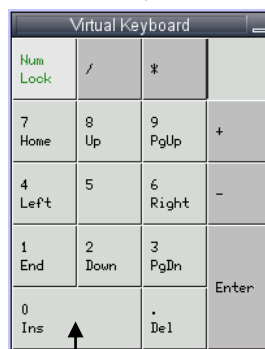 Virtual Keyboard
Num / *
Lock
7 8 9 +
Home Up PgUp
4 5 6 -
Left Right
1 2 3
End Down PgDn
Enter
0 .
Ins Del